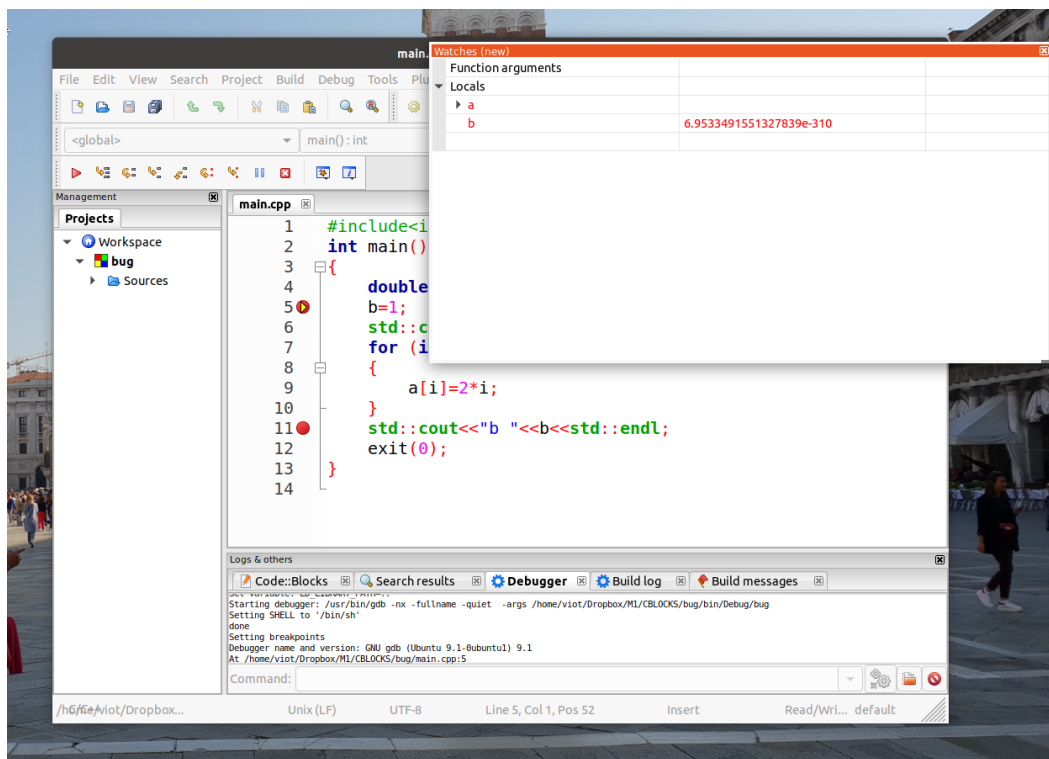 main.
Watches (new)
Function arguments
Locals
a
b 6.9533491551327839e-310
File Edit View Search Project Build Debug Tools Plu
<global>
main() : int
Management
Projects
Workspace
bug
Sources
main.cpp
1 #include<i
2 int main()
3 {
4 double
5 b=1;
6 std::c
7 for (i
8 {
9 a[i]=2*i;
10 }
11 std::cout<<"b "<<b<<std::endl;
12 exit(0);
13 }
14
Logs & others
Code::Blocks Search results Debugger Build log Build messages
Starting debugger: /usr/bin/gdb -nx -fullname -quiet -args /home/viot/Dropbox/M1/CBLOCKS/bug/bin/Debug/bug
Setting SHELL to '/bin/sh'
done
Setting breakpoints
Debugger name and version: GNU gdb (Ubuntu 9.1-0ubuntu1) 9.1
At /home/viot/Dropbox/M1/CBLOCKS/bug/main.cpp:5
Command:
/home/viot/Dropbox... C/C++ Unix (LF) UTF-8 Line 5, Col 1, Pos 52 Insert Read/Wri... default